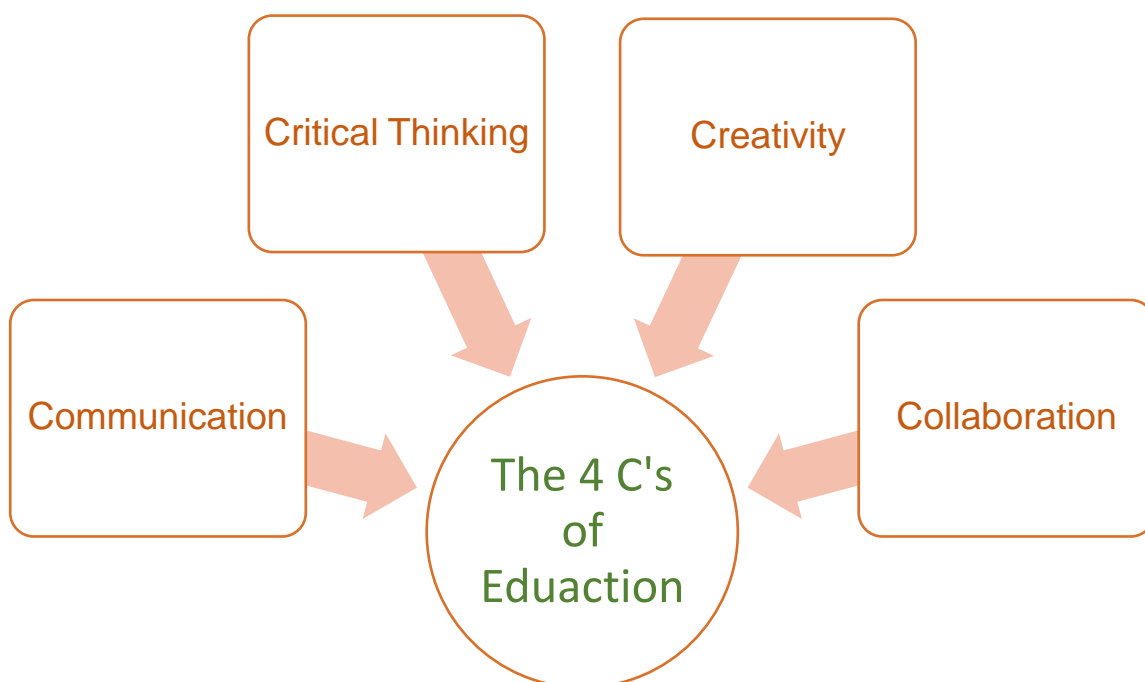 Critical Thinking
Creativity
Communication
Collaboration
The 4 C's
of
Eduaction